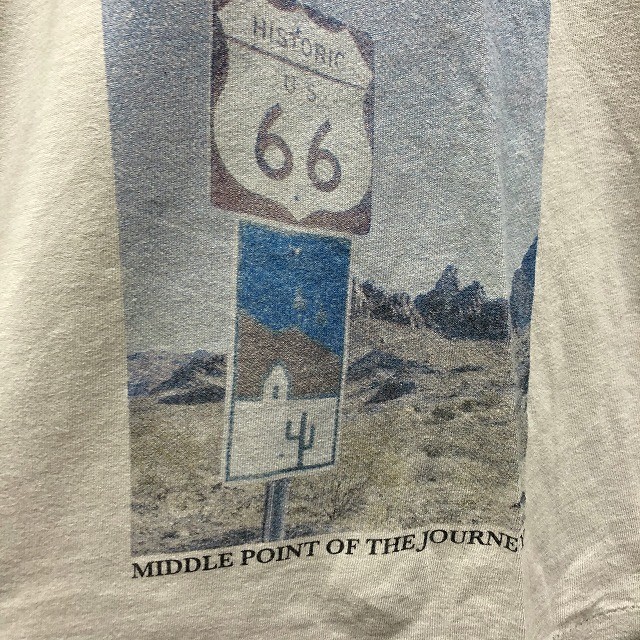 HISTORIC
U S
66
MIDDLE POINT OF THE JOURNEY